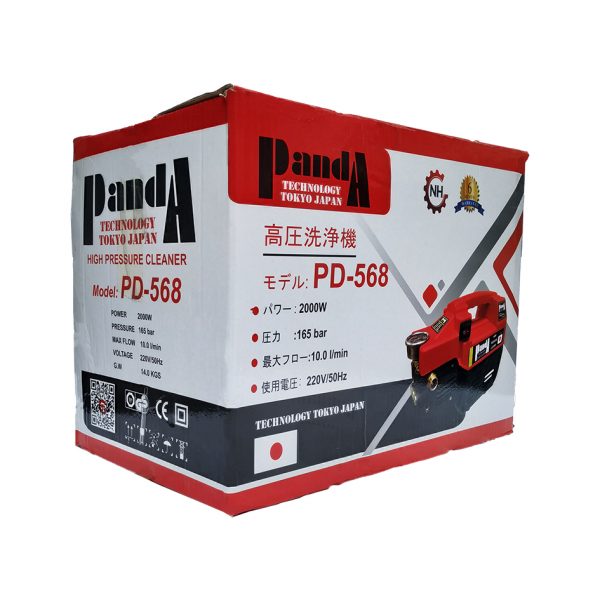 PandA
TECHNOLOGY
TOKYO JAPAN
HIGH PRESSURE CLEANER
Model: PD-568
POWER 2000W
PRESSURE 165 bar
MAX FLOW 10.0 l/min
VOLTAGE 220V/50Hz
G.W 14.0 KGS
CE
GS
PandA
TECHNOLOGY
TOKYO JAPAN
NH
高圧洗浄機
モデル: PD-568
パワー: 2000W
圧力 :165 bar
最大フロー:10.0 l/min
使用電圧: 220V/50Hz
TECHNOLOGY TOKYO JAPAN